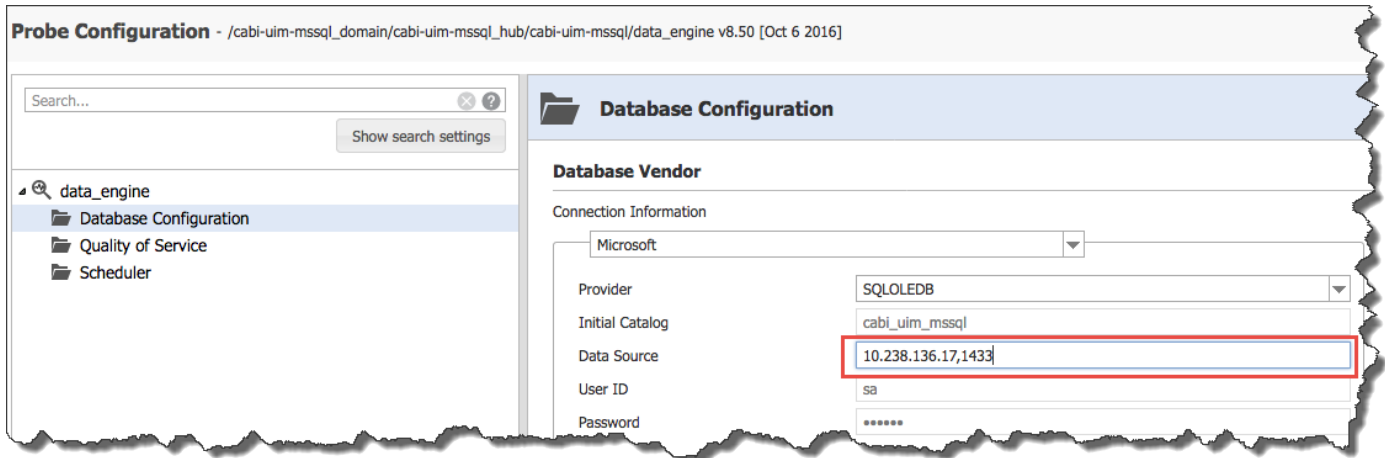 Probe Configuration - /cabi-uim-mssql_domain/cabi-uim-mssql_hub/cabi-uim-mssql/data_engine v8.50 [Oct 6 2016]
Search...
Show search settings
data_engine
Database Configuration
Quality of Service
Scheduler
Database Configuration
Database Vendor
Connection Information
Microsoft
Provider SQLOLEDB
Initial Catalog cabi_uim_mssql
Data Source 10.238.136.17,1433
User ID sa
Password ••••••